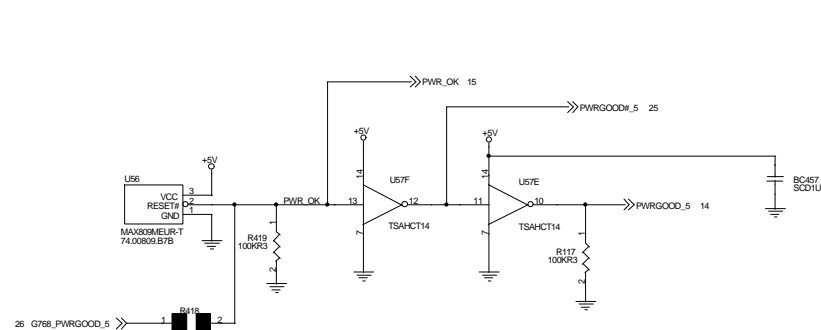 PWR_OK 15
PWRGOOD#_5 25
+5V
+5V
+5V
U56
U57F
U57E
14
14
BC457
SCD1U
VCC 3
RESET# 2
GND 1
PWR_OK
13
12
11
10
PWRGOOD_5 14
MAX809MEUR-T
74.00809.B7B
TSAHCT14
TSAHCT14
7
7
1
R419
100KR3
2
1
R117
100KR3
2
R418
26 G768_PWRGOOD_5
1
2